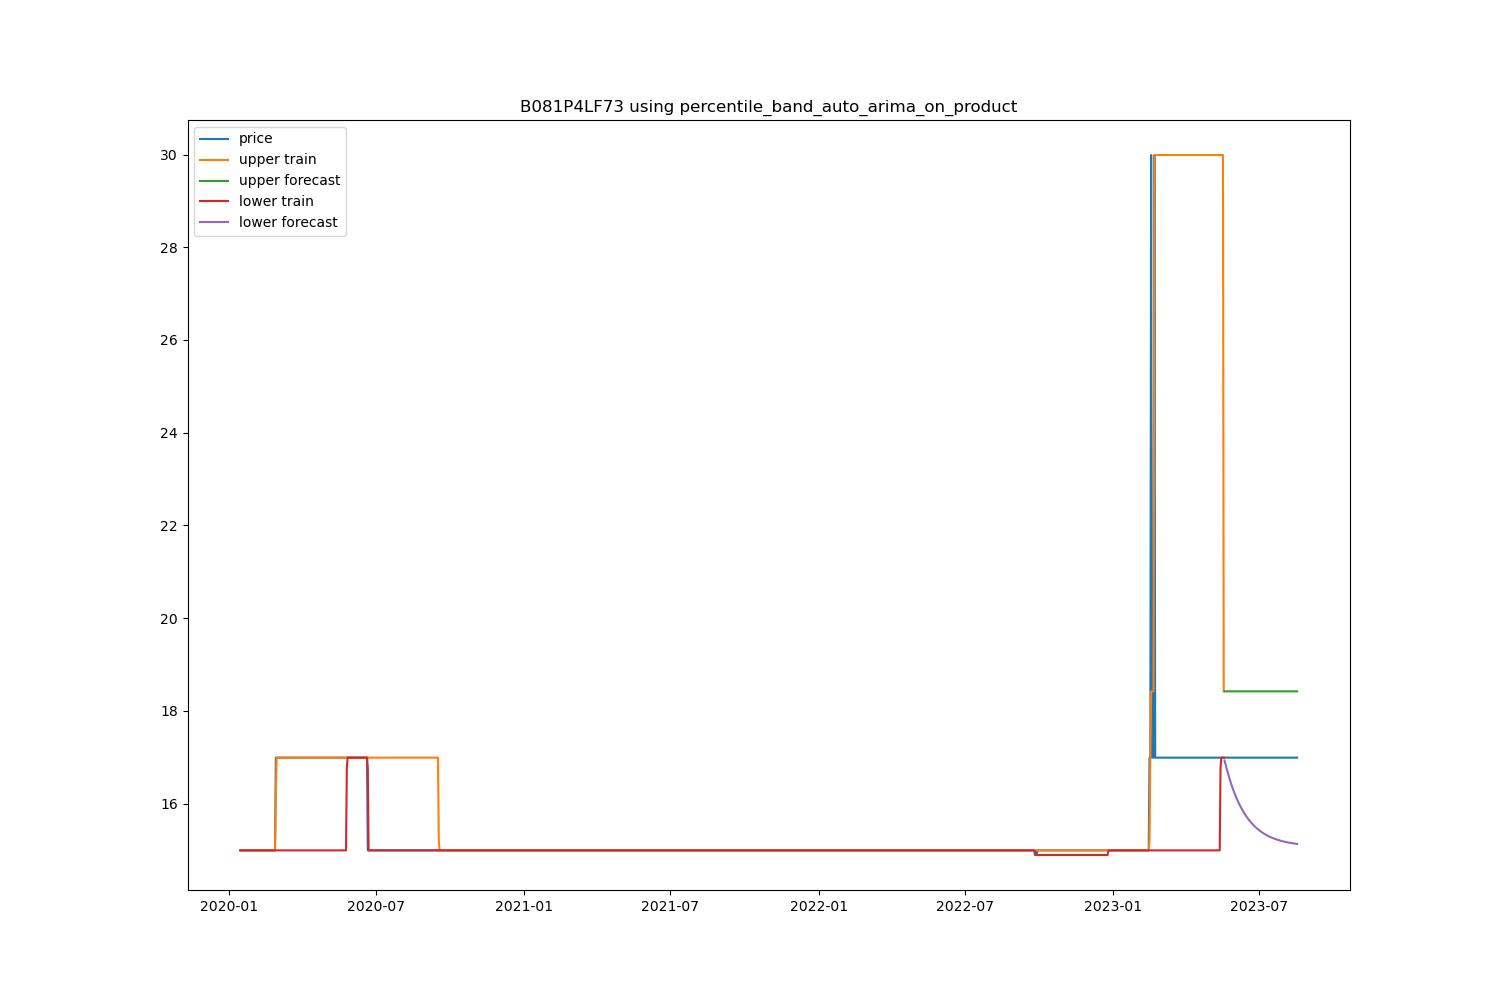 B081P4LF73 using percentile_band_auto_arima_on_product
price
upper train
upper forecast
lower train
lower forecast
30
28
26
24
22
20
18
16
2020-01 2020-07 2021-01 2021-07 2022-01 2022-07 2023-01 2023-07